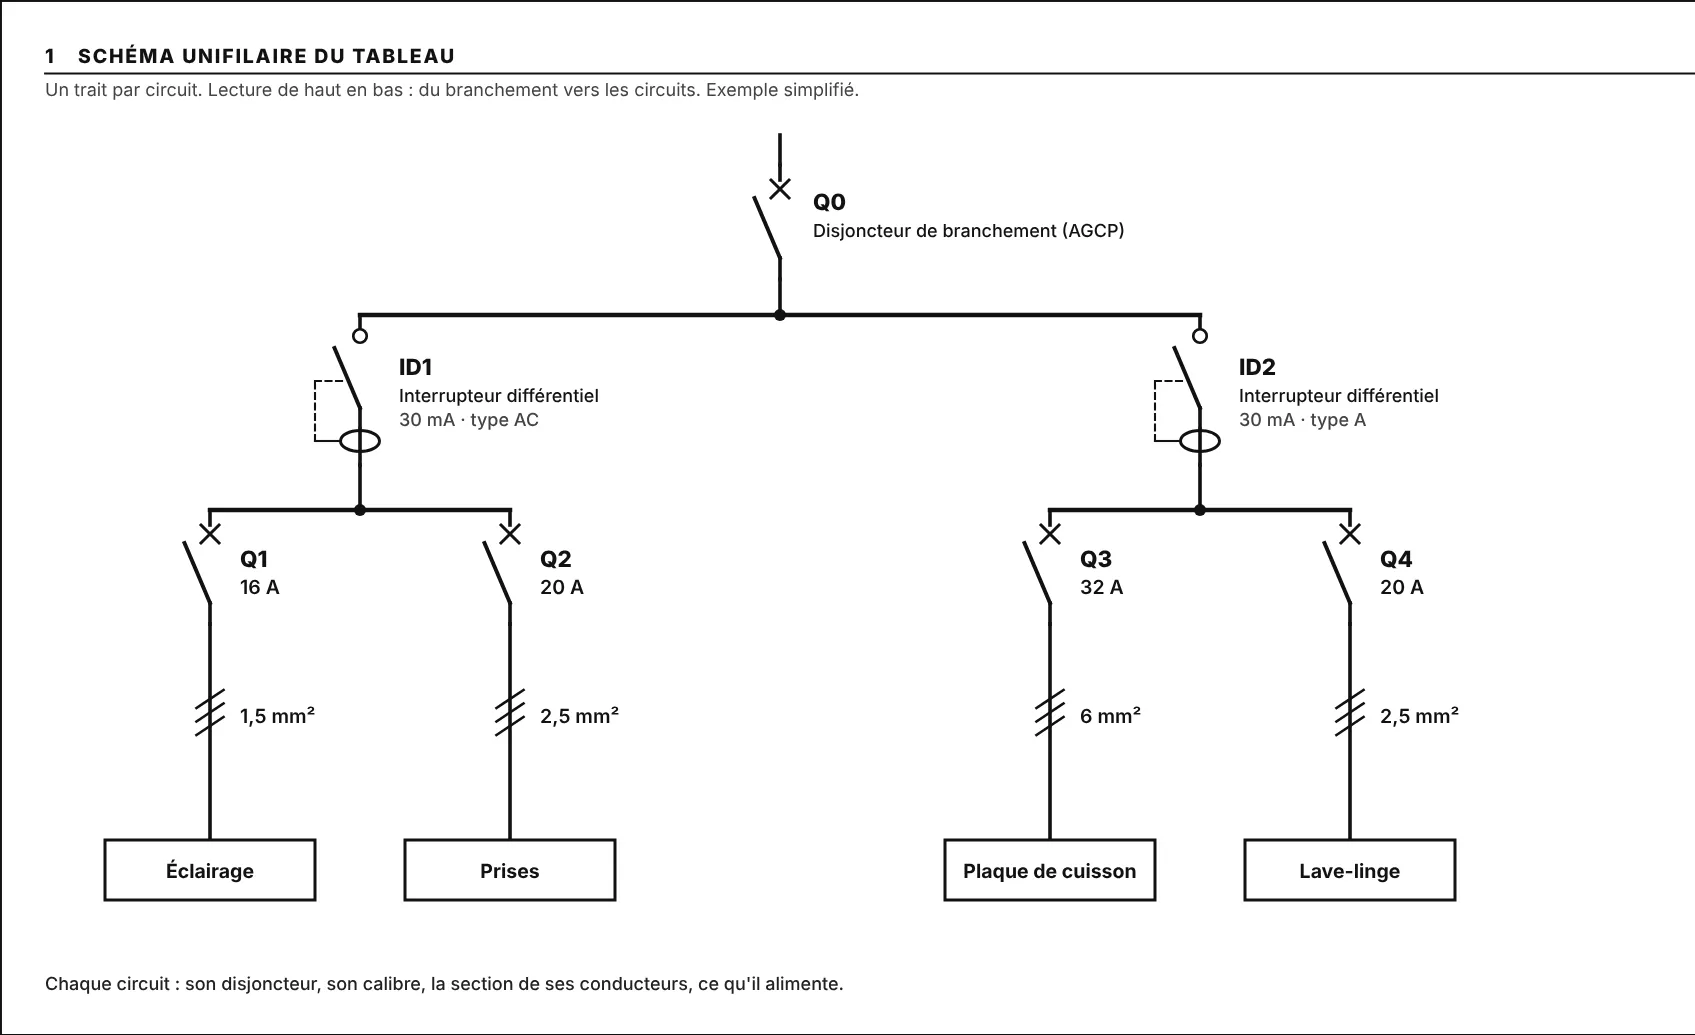 1 SCHÉMA UNIFILAIRE DU TABLEAU
Un trait par circuit. Lecture de haut en bas : du branchement vers les circuits. Exemple simplifié.
Q0
Disjoncteur de branchement (AGCP)
ID1
Interrupteur différentiel
30 mA · type AC
ID2
Interrupteur différentiel
30 mA · type A
Q1
16 A
Q2
20 A
Q3
32 A
Q4
20 A
1,5 mm²
2,5 mm²
6 mm²
2,5 mm²
Éclairage
Prises
Plaque de cuisson
Lave-linge
Chaque circuit : son disjoncteur, son calibre, la section de ses conducteurs, ce qu'il alimente.